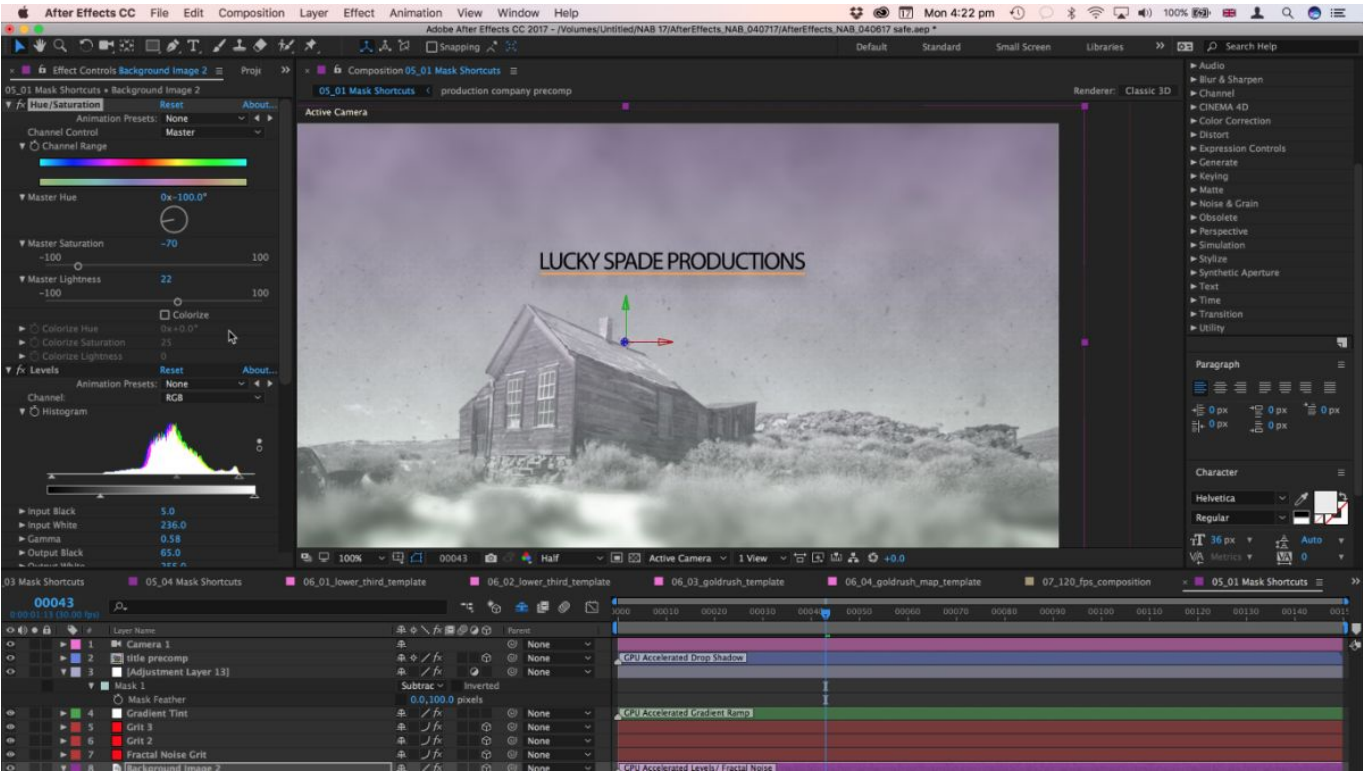 After Effects CC File Edit Composition Layer Effect Animation View Window Help
Mon 4:22 pm 100%
Adobe After Effects CC 2017 - /Volumes/Untitled/NAB 17/AfterEffects_NAB_040717/AfterEffects_NAB_040617 safe.aep *
Snapping Default Standard Small Screen Libraries Search Help
Effect Controls Background Image 2
Composition 05_01 Mask Shortcuts
05_01 Mask Shortcuts • Background Image 2
05_01 Mask Shortcuts production company precomp
Renderer: Classic 3D
Active Camera
Hue/Saturation Reset About...
Animation Presets: None
Channel Control Master
Channel Range
Master Hue 0x-100.0°
Master Saturation -70
-100 100
Master Lightness 22
-100 100
Colorize
Colorize Hue 0x+0.0°
Colorize Saturation 25
Colorize Lightness 0
Levels Reset About...
Animation Presets: None
Channel: RGB
Histogram
Input Black 5.0
Input White 236.0
Gamma 0.58
Output Black 65.0
LUCKY SPADE PRODUCTIONS
100% 00043 Half Active Camera 1 View +0.0
Audio
Blur & Sharpen
Channel
CINEMA 4D
Color Correction
Distort
Expression Controls
Generate
Keying
Matte
Noise & Grain
Obsolete
Perspective
Simulation
Stylize
Synthetic Aperture
Text
Time
Transition
Utility
Paragraph
0 px 0 px 0 px
0 px 0 px
Character
Helvetica
Regular
36 px Auto
Metrics 0
03 Mask Shortcuts 05_04 Mask Shortcuts 06_01_lower_third_template 06_02_lower_third_template 06_03_goldrush_template 06_04_goldrush_map_template 07_120_fps_composition 05_01 Mask Shortcuts
00043
0:00:01:13 (30.00 fps)
00010 00020 00030 00050 00060 00070 00080 00090 00100 00110 00120 00130 00140
# Layer Name Parent
1 Camera 1 None
2 title precomp None GPU Accelerated Drop Shadow
3 [Adjustment Layer 13] None
Mask 1 Subtrac Inverted
Mask Feather 0.0,100.0 pixels
4 Gradient Tint None GPU Accelerated Gradient Ramp
5 Grit 3 None
6 Grit 2 None
7 Fractal Noise Grit None
8 Background Image 2 None GPU Accelerated Levels/ Fractal Noise